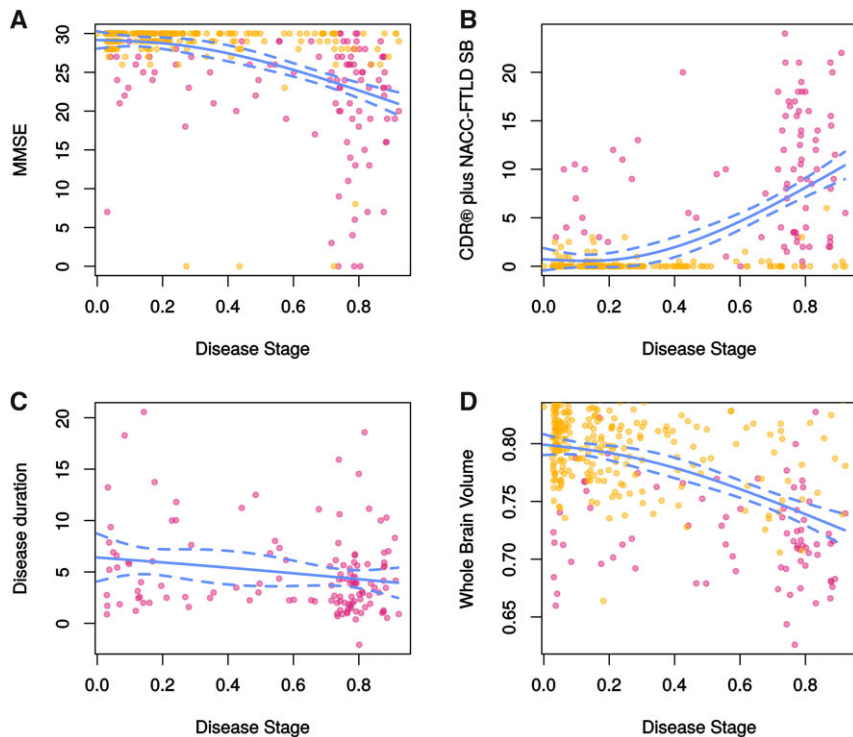 A
MMSE
30
25
20
15
10
5
0
0.0 0.2 0.4 0.6 0.8
Disease Stage
B
CDR® plus NACC-FTLD SB
20
15
10
5
0
0.0 0.2 0.4 0.6 0.8
Disease Stage
C
Disease duration
20
15
10
5
0
0.0 0.2 0.4 0.6 0.8
Disease Stage
D
Whole Brain Volume
0.80
0.75
0.70
0.65
0.0 0.2 0.4 0.6 0.8
Disease Stage